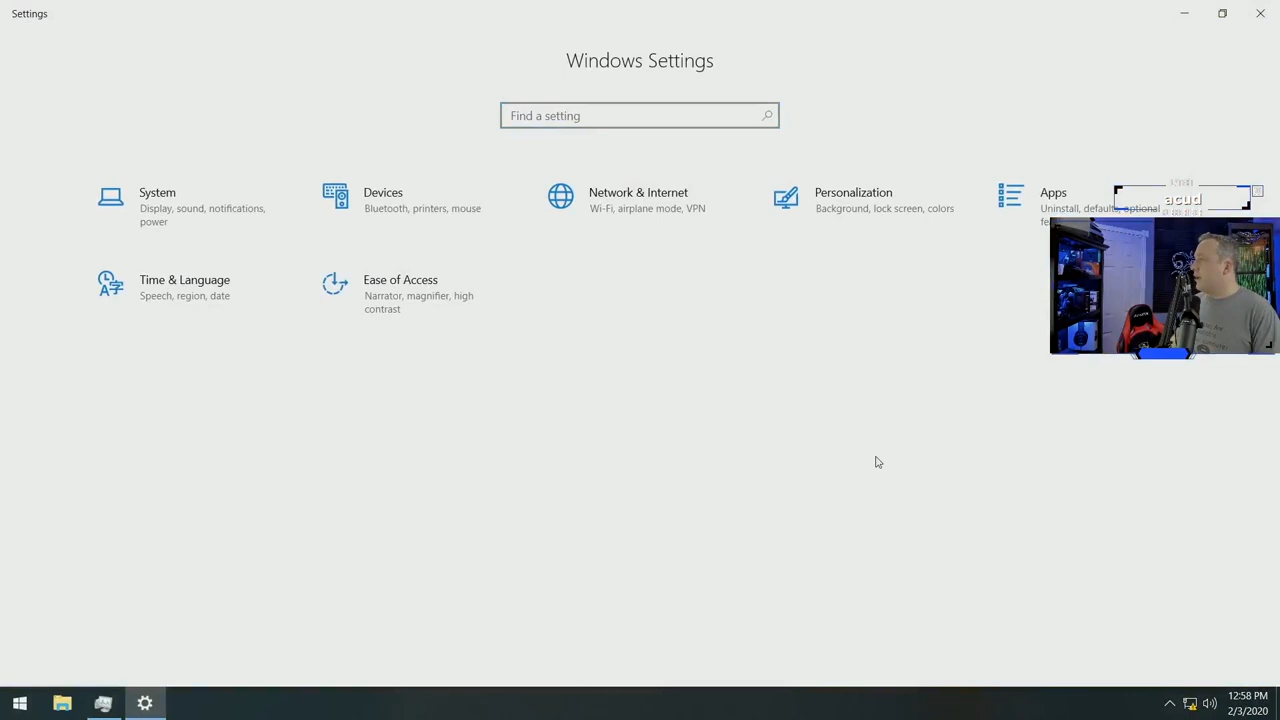 Settings
Windows Settings
Find a setting
System
Display, sound, notifications,
power
Devices
Bluetooth, printers, mouse
Network & Internet
Wi-Fi, airplane mode, VPN
Personalization
Background, lock screen, colors
Apps
Uninstall, defaults, optional
acud
Time & Language
Speech, region, date
Ease of Access
Narrator, magnifier, high
contrast
12:58 PM
2/3/2020